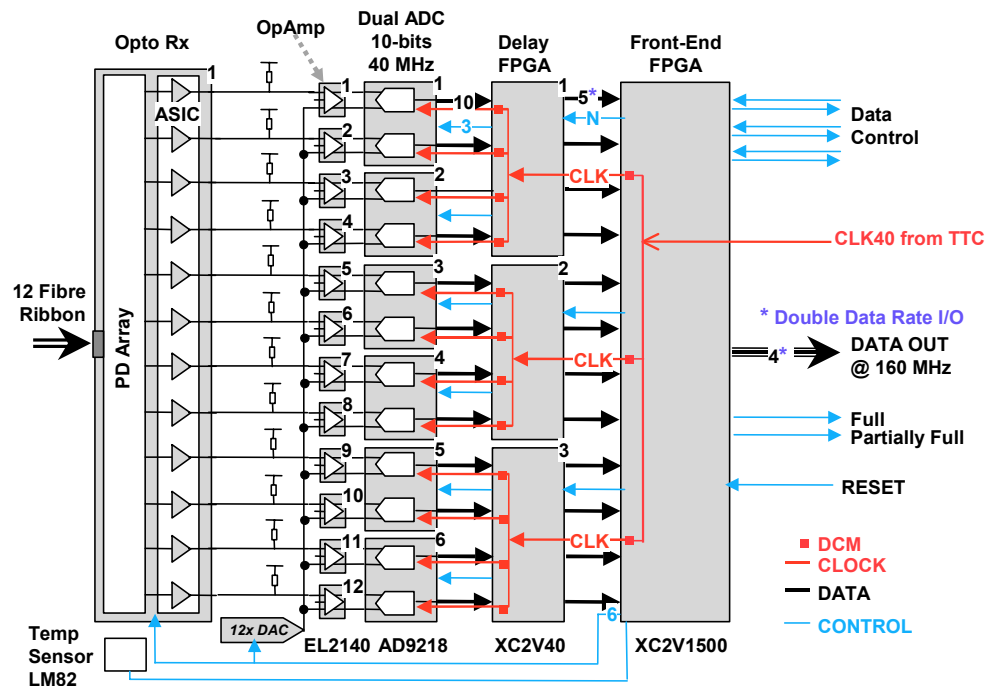 Opto Rx
OpAmp
Dual ADC
10-bits
40 MHz
Delay
FPGA
Front-End
FPGA
1
ASIC
PD Array
12 Fibre
Ribbon
1
2
3
4
5
6
7
8
9
10
11
12
1
2
3
4
5
6
10
3
1
2
3
5*
N
CLK
CLK
CLK
6
Data
Control
CLK40 from TTC
* Double Data Rate I/O
4*
DATA OUT
@ 160 MHz
Full
Partially Full
RESET
DCM
CLOCK
DATA
CONTROL
12x DAC
EL2140
AD9218
XC2V40
XC2V1500
Temp
Sensor
LM82